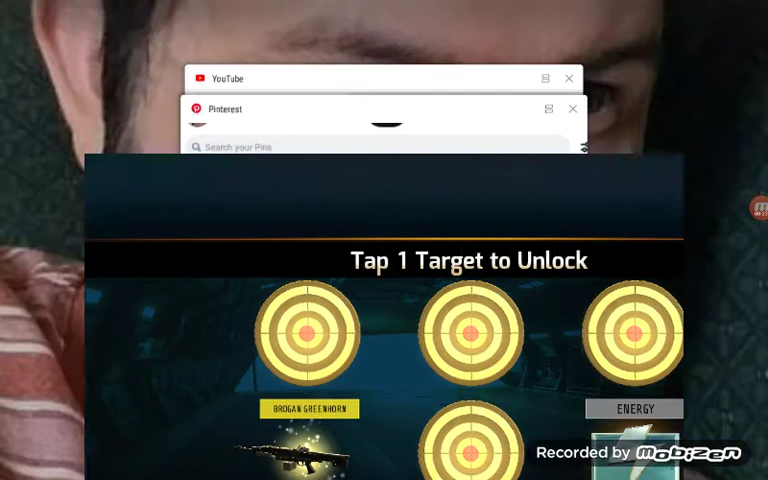 YouTube
Pinterest
Search your Pins
Tap 1 Target to Unlock
BROGAN GREENHORN
ENERGY
Recorded by mobizen